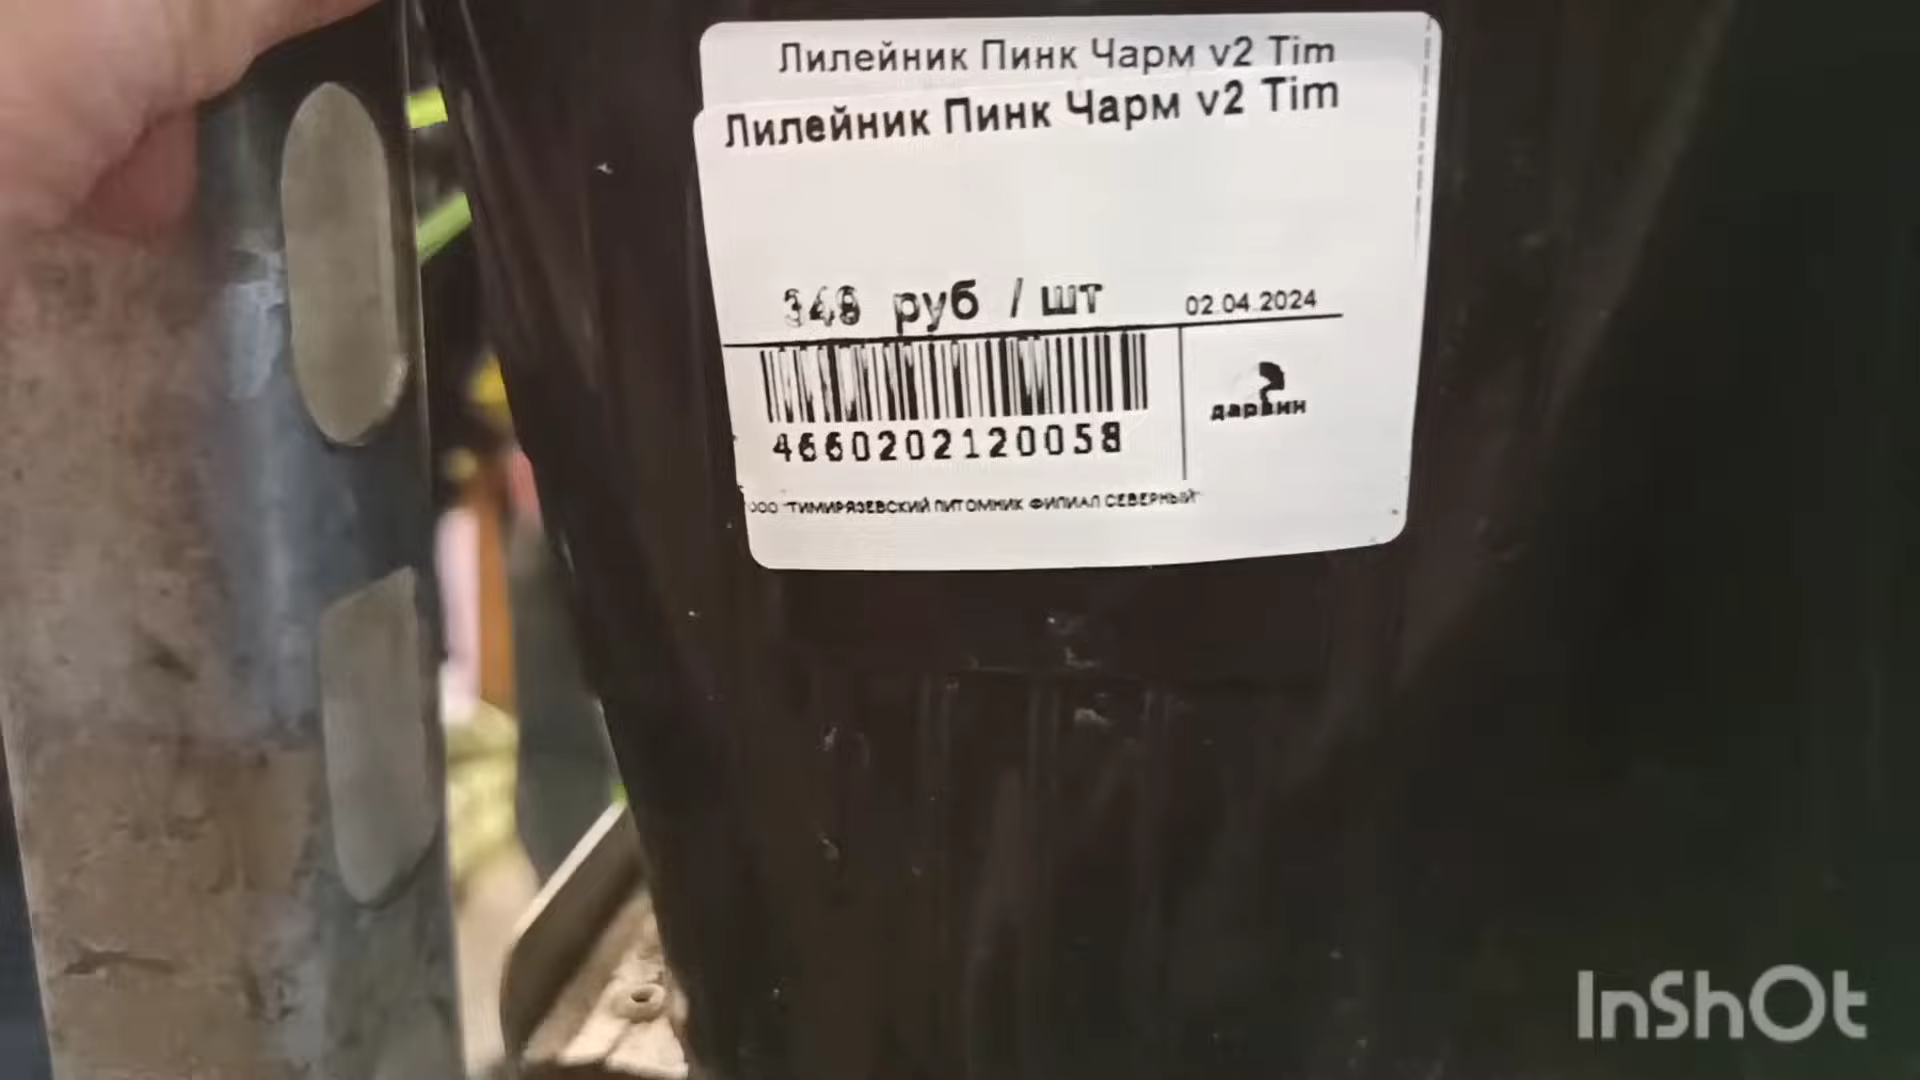 Лилейник Пинк Чарм v2 Tim
Лилейник Пинк Чарм v2 Tim
348 руб / шт
02.04.2024
4660202120058
дарвин
ООО "ТИМИРЯЗЕВСКИЙ ПИТОМНИК ФИЛИАЛ СЕВЕРНЫЙ"
InShOt